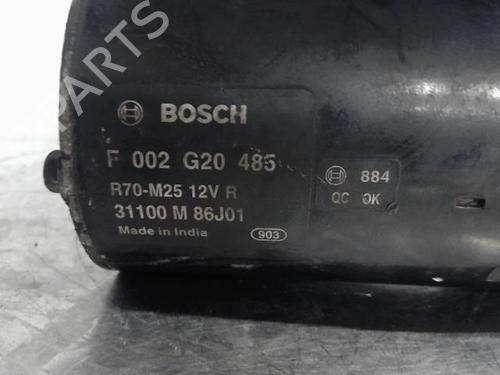 BOSCH
F 002 G20 485
R70-M25 12V R
31100 M 86J01
Made in India
903
884
QC OK
PARTS